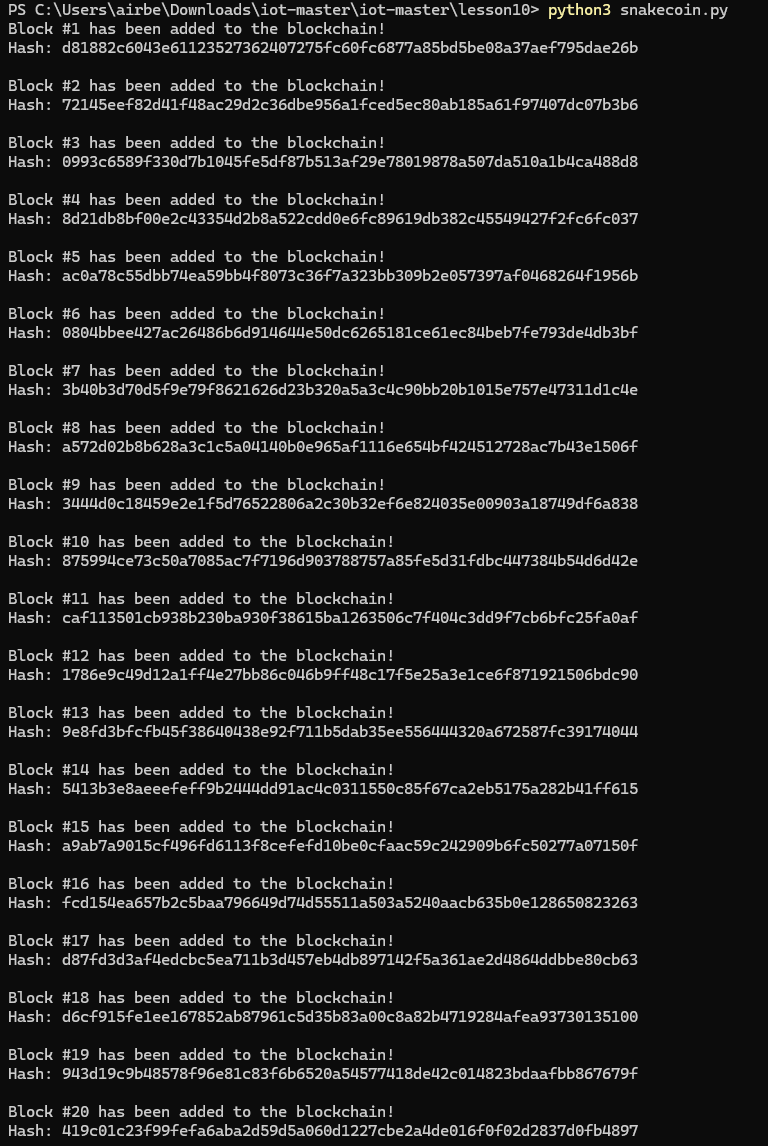 PS C:\Users\airbe\Downloads\iot-master\iot-master\lesson10> python3 snakecoin.py
Block #1 has been added to the blockchain!
Hash: d81882c6043e61123527362407275fc60fc6877a85bd5be08a37aef795dae26b
Block #2 has been added to the blockchain!
Hash: 72145eef82d41f48ac29d2c36dbe956a1fced5ec80ab185a61f97407dc07b3b6
Block #3 has been added to the blockchain!
Hash: 0993c6589f330d7b1045fe5df87b513af29e78019878a507da510a1b4ca488d8
Block #4 has been added to the blockchain!
Hash: 8d21db8bf00e2c43354d2b8a522cdd0e6fc89619db382c45549427f2fc6fc037
Block #5 has been added to the blockchain!
Hash: ac0a78c55dbb74ea59bb4f8073c36f7a323bb309b2e057397af0468264f1956b
Block #6 has been added to the blockchain!
Hash: 0804bbee427ac26486b6d914644e50dc6265181ce61ec84beb7fe793de4db3bf
Block #7 has been added to the blockchain!
Hash: 3b40b3d70d5f9e79f8621626d23b320a5a3c4c90bb20b1015e757e47311d1c4e
Block #8 has been added to the blockchain!
Hash: a572d02b8b628a3c1c5a04140b0e965af1116e654bf424512728ac7b43e1506f
Block #9 has been added to the blockchain!
Hash: 3444d0c18459e2e1f5d76522806a2c30b32ef6e824035e00903a18749df6a838
Block #10 has been added to the blockchain!
Hash: 875994ce73c50a7085ac7f7196d903788757a85fe5d31fdbc447384b54d6d42e
Block #11 has been added to the blockchain!
Hash: caf113501cb938b230ba930f38615ba1263506c7f404c3dd9f7cb6bfc25fa0af
Block #12 has been added to the blockchain!
Hash: 1786e9c49d12a1ff4e27bb86c046b9ff48c17f5e25a3e1ce6f871921506bdc90
Block #13 has been added to the blockchain!
Hash: 9e8fd3bfcfb45f38640438e92f711b5dab35ee556444320a672587fc39174044
Block #14 has been added to the blockchain!
Hash: 5413b3e8aeeefeff9b2444dd91ac4c0311550c85f67ca2eb5175a282b41ff615
Block #15 has been added to the blockchain!
Hash: a9ab7a9015cf496fd6113f8cefefd10be0cfaac59c242909b6fc50277a07150f
Block #16 has been added to the blockchain!
Hash: fcd154ea657b2c5baa796649d74d55511a503a5240aacb635b0e128650823263
Block #17 has been added to the blockchain!
Hash: d87fd3d3af4edcbc5ea711b3d457eb4db897142f5a361ae2d4864ddbbe80cb63
Block #18 has been added to the blockchain!
Hash: d6cf915fe1ee167852ab87961c5d35b83a00c8a82b4719284afea93730135100
Block #19 has been added to the blockchain!
Hash: 943d19c9b48578f96e81c83f6b6520a54577418de42c014823bdaafbb867679f
Block #20 has been added to the blockchain!
Hash: 419c01c23f99fefa6aba2d59d5a060d1227cbe2a4de016f0f02d2837d0fb4897